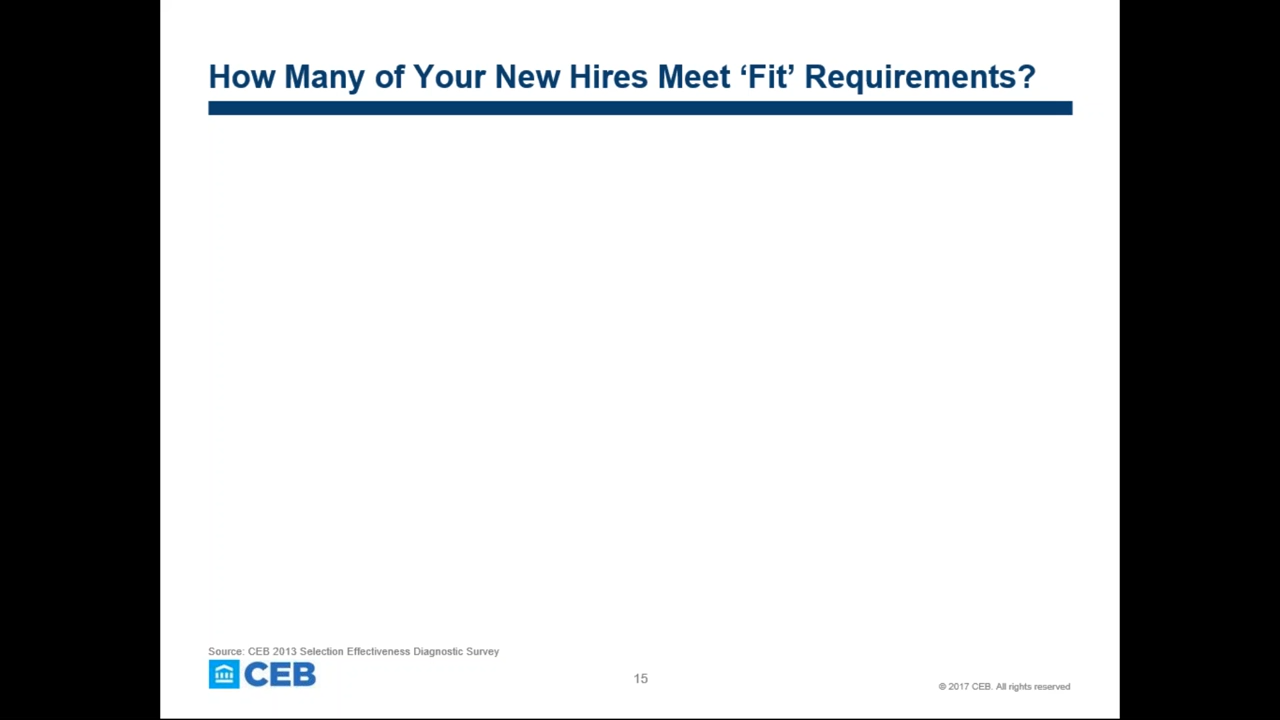 How Many of Your New Hires Meet ‘Fit’ Requirements?
Source: CEB 2013 Selection Effectiveness Diagnostic Survey
CEB
15
© 2017 CEB. All rights reserved